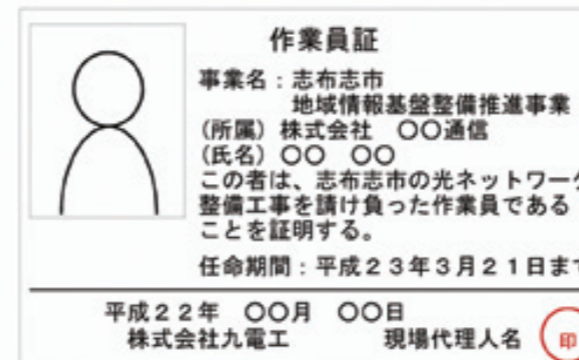 作業員証
事業名：志布志市
地域情報基盤整備推進事業
(所属) 株式会社　〇〇通信
(氏名) 〇〇　〇〇
この者は、志布志市の光ネットワーク
整備工事を請け負った作業員である
ことを証明する。
任命期間：平成２３年３月２１日まで
平成２２年　〇〇月　〇〇日
株式会社九電工　現場代理人名　印